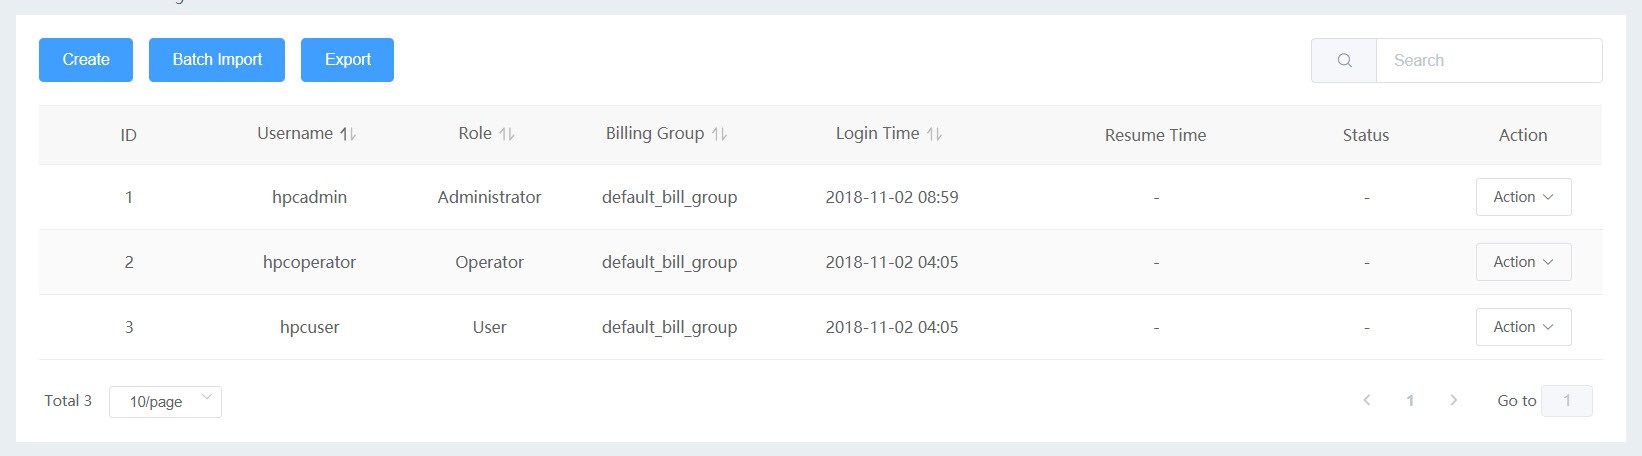 Create Batch Import Export Search
ID Username Role Billing Group Login Time Resume Time Status Action
1 hpcadmin Administrator default_bill_group 2018-11-02 08:59 - - Action
2 hpcoperator Operator default_bill_group 2018-11-02 04:05 - - Action
3 hpcuser User default_bill_group 2018-11-02 04:05 - - Action
Total 3 10/page 1 Go to 1